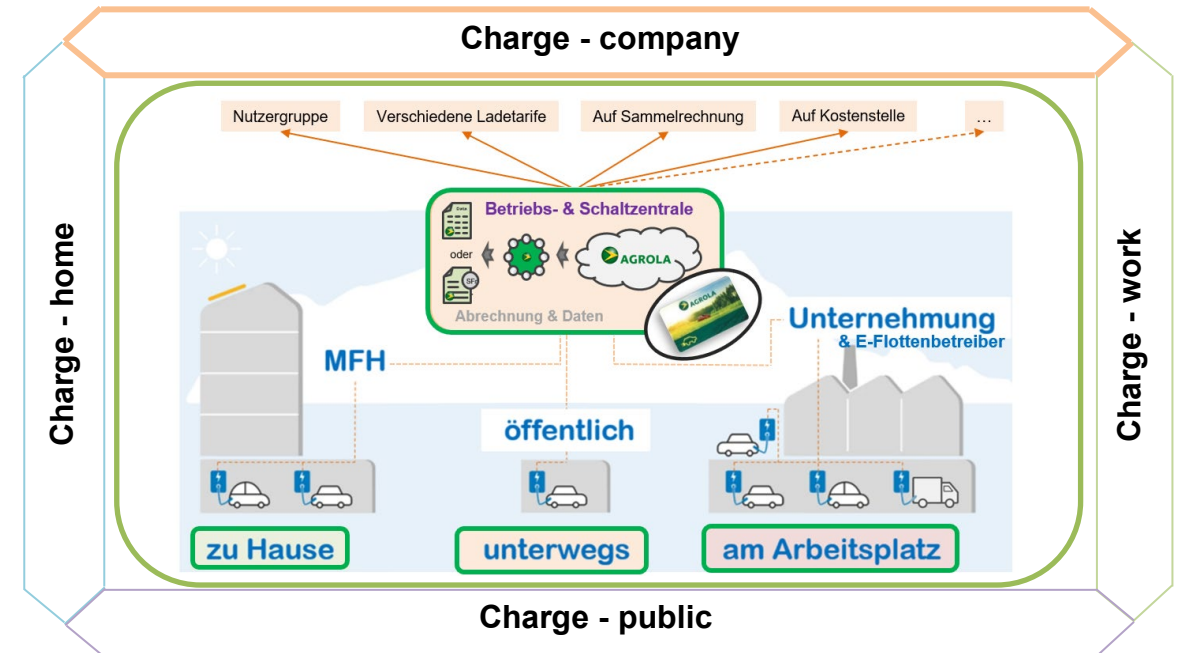 Charge - company
Nutzergruppe
Verschiedene Ladetarife
Auf Sammelrechnung
Auf Kostenstelle
...
Charge - home
Charge - work
Betriebs- & Schaltzentrale
Data
oder
AGROLA
Abrechnung & Daten
AGROLA
MFH
Unternehmung
& E-Flottenbetreiber
öffentlich
zu Hause
unterwegs
am Arbeitsplatz
Charge - public